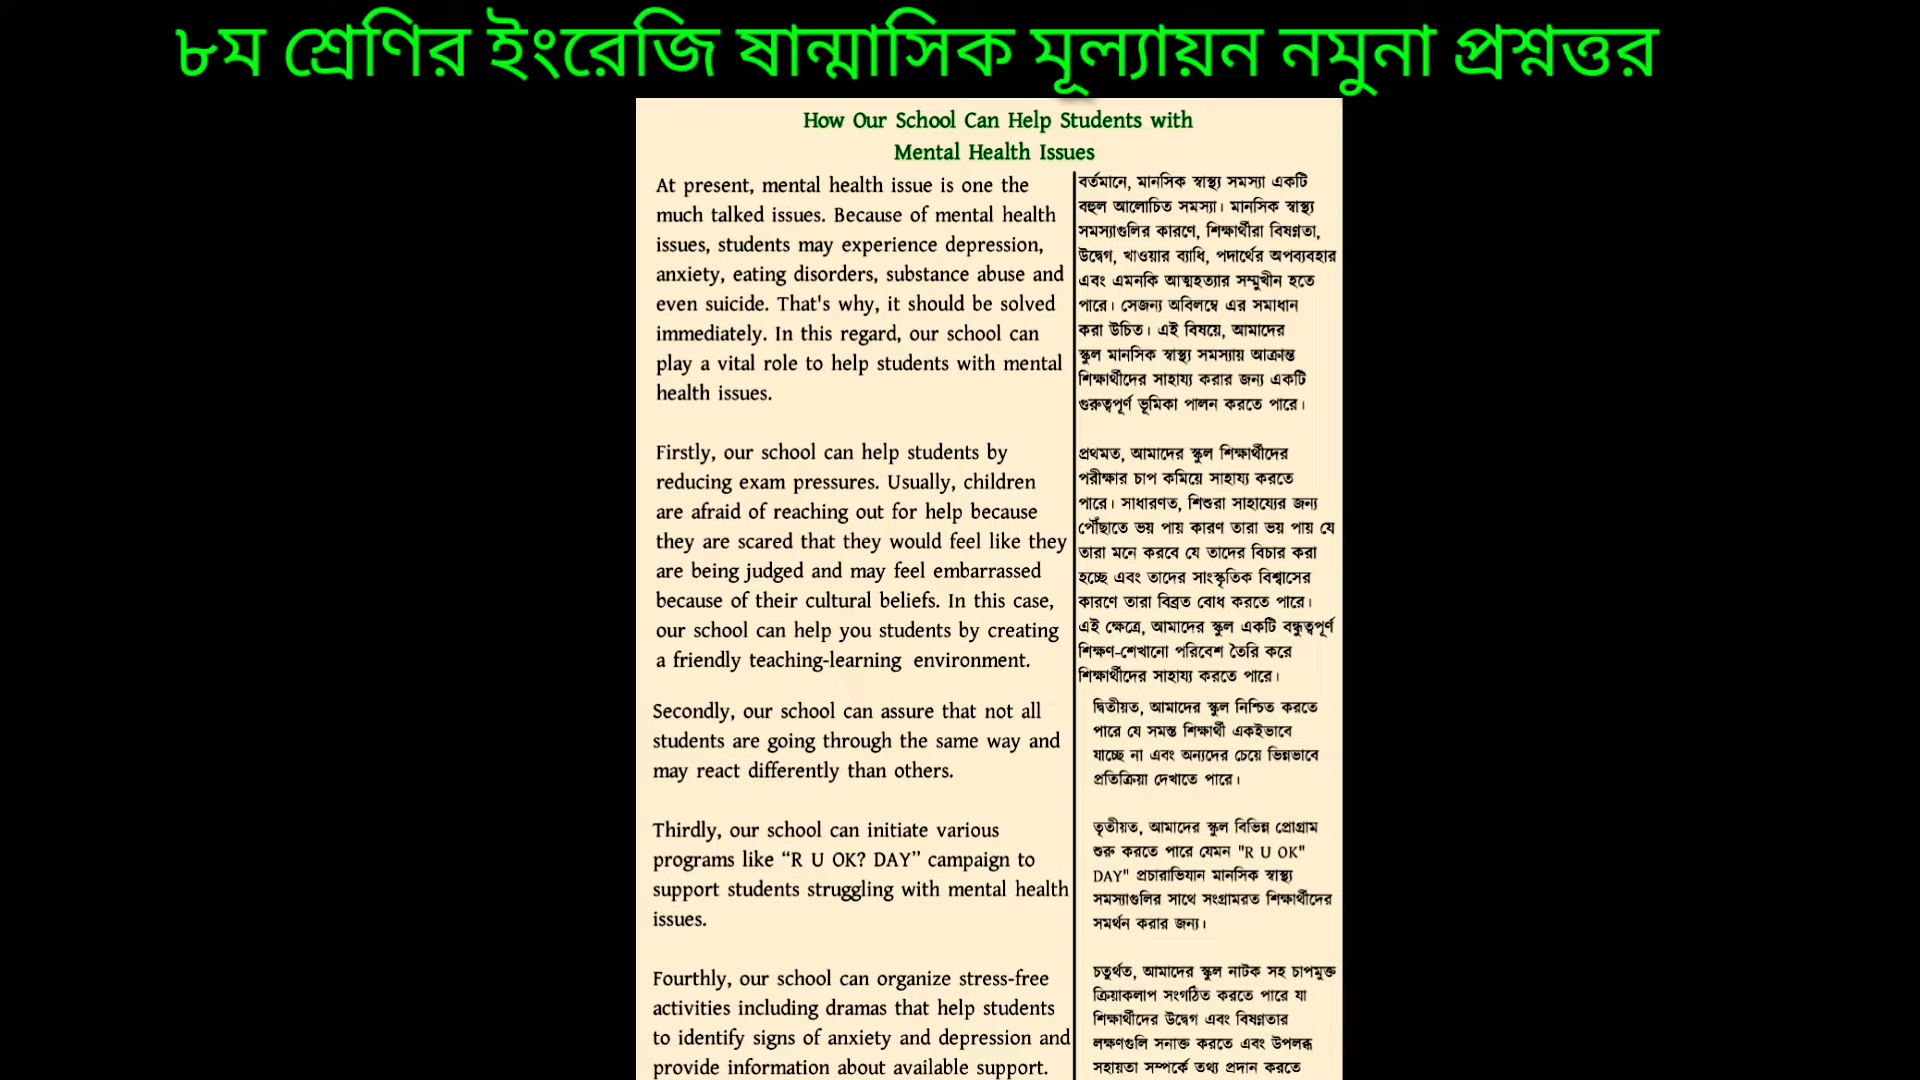 ৮ম শ্রেণির ইংরেজি ষান্মাসিক মূল্যায়ন নমুনা প্রশ্নত্তর
How Our School Can Help Students with
Mental Health Issues
At present, mental health issue is one the
much talked issues. Because of mental health
issues, students may experience depression,
anxiety, eating disorders, substance abuse and
even suicide. That's why, it should be solved
immediately. In this regard, our school can
play a vital role to help students with mental
health issues.
Firstly, our school can help students by
reducing exam pressures. Usually, children
are afraid of reaching out for help because
they are scared that they would feel like they
are being judged and may feel embarrassed
because of their cultural beliefs. In this case,
our school can help you students by creating
a friendly teaching-learning environment.
Secondly, our school can assure that not all
students are going through the same way and
may react differently than others.
Thirdly, our school can initiate various
programs like “R U OK? DAY” campaign to
support students struggling with mental health
issues.
Fourthly, our school can organize stress-free
activities including dramas that help students
to identify signs of anxiety and depression and
provide information about available support.
বর্তমানে, মানসিক স্বাস্থ্য সমস্যা একটি
বহুল আলোচিত সমস্যা। মানসিক স্বাস্থ্য
সমস্যাগুলির কারণে, শিক্ষার্থীরা বিষণ্নতা,
উদ্বেগ, খাওয়ার ব্যাধি, পদার্থের অপব্যবহার
এবং এমনকি আত্মহত্যার সম্মুখীন হতে
পারে। সেজন্য অবিলম্বে এর সমাধান
করা উচিত। এই বিষয়ে, আমাদের
স্কুল মানসিক স্বাস্থ্য সমস্যায় আক্রান্ত
শিক্ষার্থীদের সাহায্য করার জন্য একটি
গুরুত্বপূর্ণ ভূমিকা পালন করতে পারে।
প্রথমত, আমাদের স্কুল শিক্ষার্থীদের
পরীক্ষার চাপ কমিয়ে সাহায্য করতে
পারে। সাধারণত, শিশুরা সাহায্যের জন্য
পৌঁছাতে ভয় পায় কারণ তারা ভয় পায় যে
তারা মনে করবে যে তাদের বিচার করা
হচ্ছে এবং তাদের সাংস্কৃতিক বিশ্বাসের
কারণে তারা বিব্রত বোধ করতে পারে।
এই ক্ষেত্রে, আমাদের স্কুল একটি বন্ধুত্বপূর্ণ
শিক্ষণ-শেখানো পরিবেশ তৈরি করে
শিক্ষার্থীদের সাহায্য করতে পারে।
দ্বিতীয়ত, আমাদের স্কুল নিশ্চিত করতে
পারে যে সমস্ত শিক্ষার্থী একইভাবে
যাচ্ছে না এবং অন্যদের চেয়ে ভিন্নভাবে
প্রতিক্রিয়া দেখাতে পারে।
তৃতীয়ত, আমাদের স্কুল বিভিন্ন প্রোগ্রাম
শুরু করতে পারে যেমন "R U OK"
DAY" প্রচারাভিযান মানসিক স্বাস্থ্য
সমস্যাগুলির সাথে সংগ্রামরত শিক্ষার্থীদের
সমর্থন করার জন্য।
চতুর্থত, আমাদের স্কুল নাটক সহ চাপমুক্ত
ক্রিয়াকলাপ সংগঠিত করতে পারে যা
শিক্ষার্থীদের উদ্বেগ এবং বিষণ্নতার
লক্ষণগুলি সনাক্ত করতে এবং উপলব্ধ
সহায়তা সম্পর্কে তথ্য প্রদান করতে